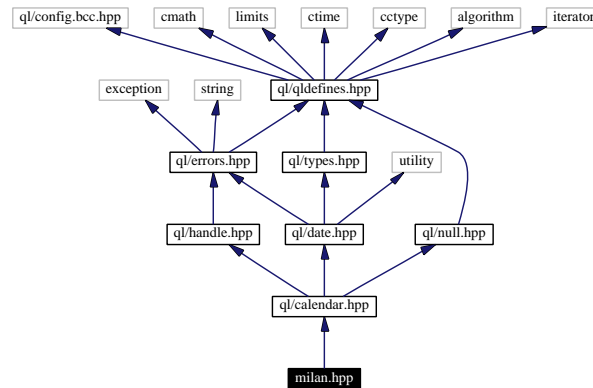 ql/config.bcc.hpp cmath limits ctime cctype algorithm iterator
exception string ql/qldefines.hpp
ql/errors.hpp ql/types.hpp utility
ql/handle.hpp ql/date.hpp ql/null.hpp
ql/calendar.hpp
milan.hpp